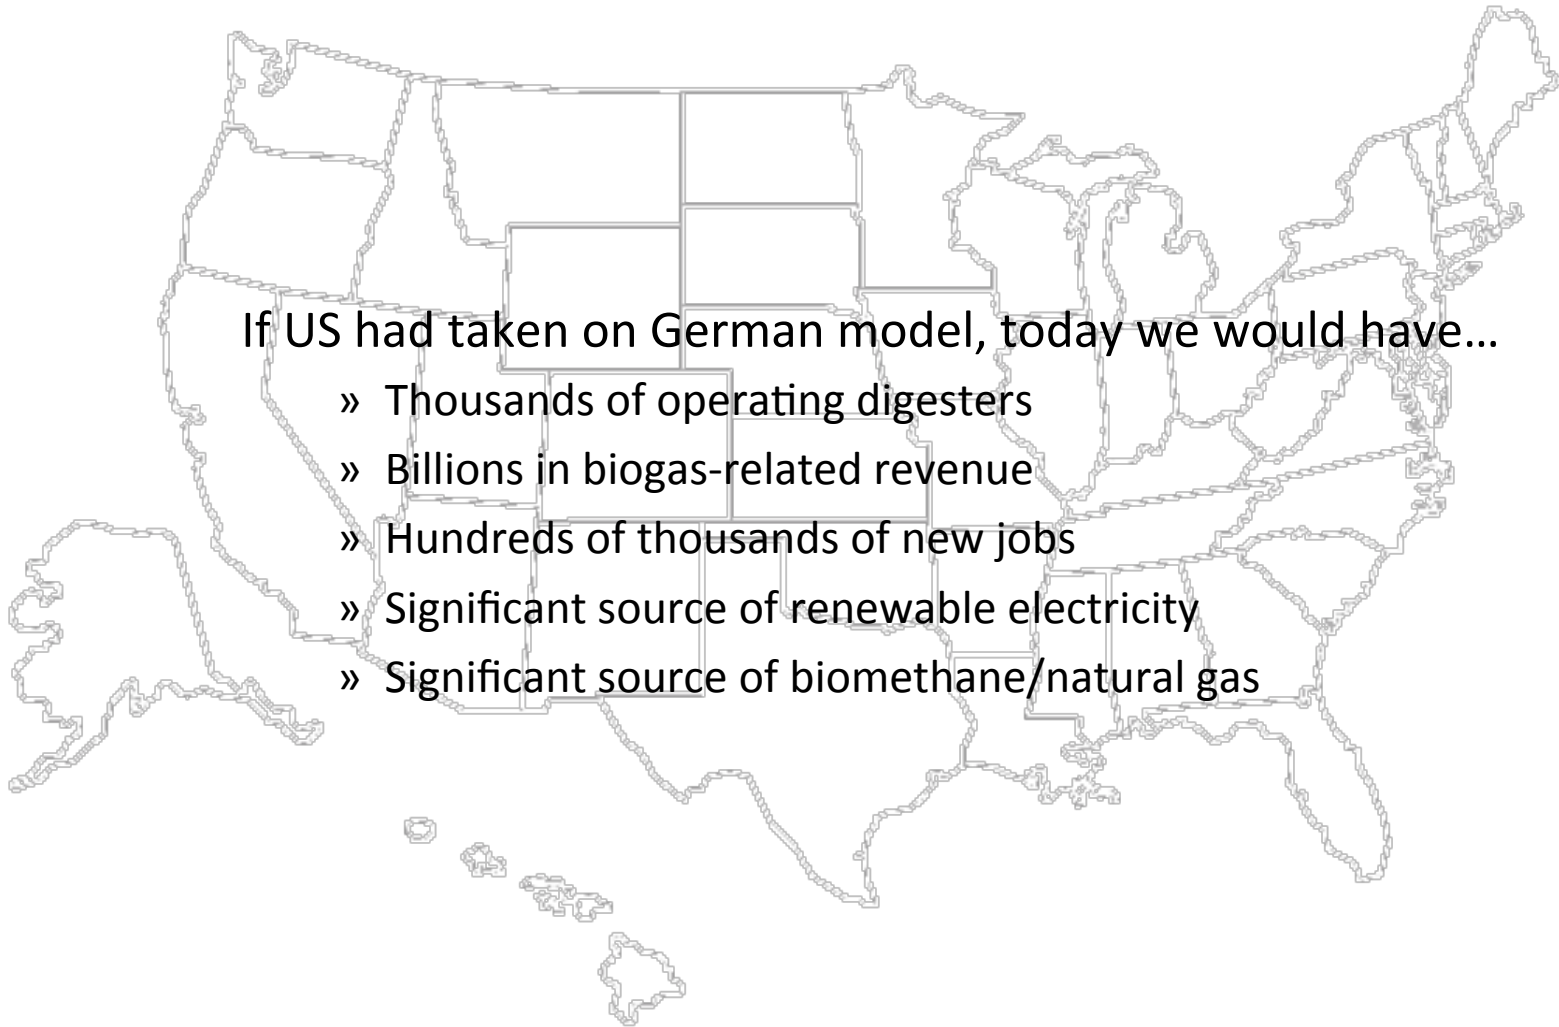 If US had taken on German model, today we would have…
» Thousands of operating digesters
» Billions in biogas-related revenue
» Hundreds of thousands of new jobs
» Significant source of renewable electricity
» Significant source of biomethane/natural gas